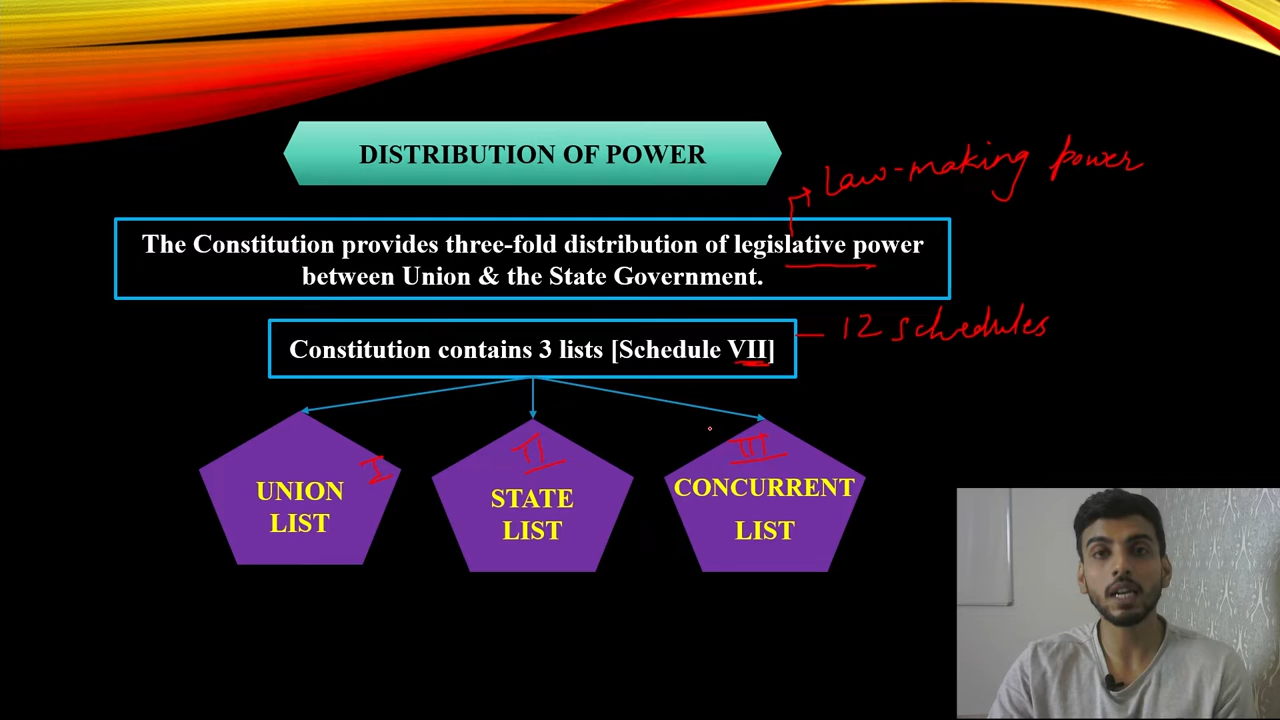 DISTRIBUTION OF POWER
Law-making power
The Constitution provides three-fold distribution of legislative power
between Union & the State Government.
12 schedules
Constitution contains 3 lists [Schedule VII]
I
II
III
UNION
LIST
STATE
LIST
CONCURRENT
LIST